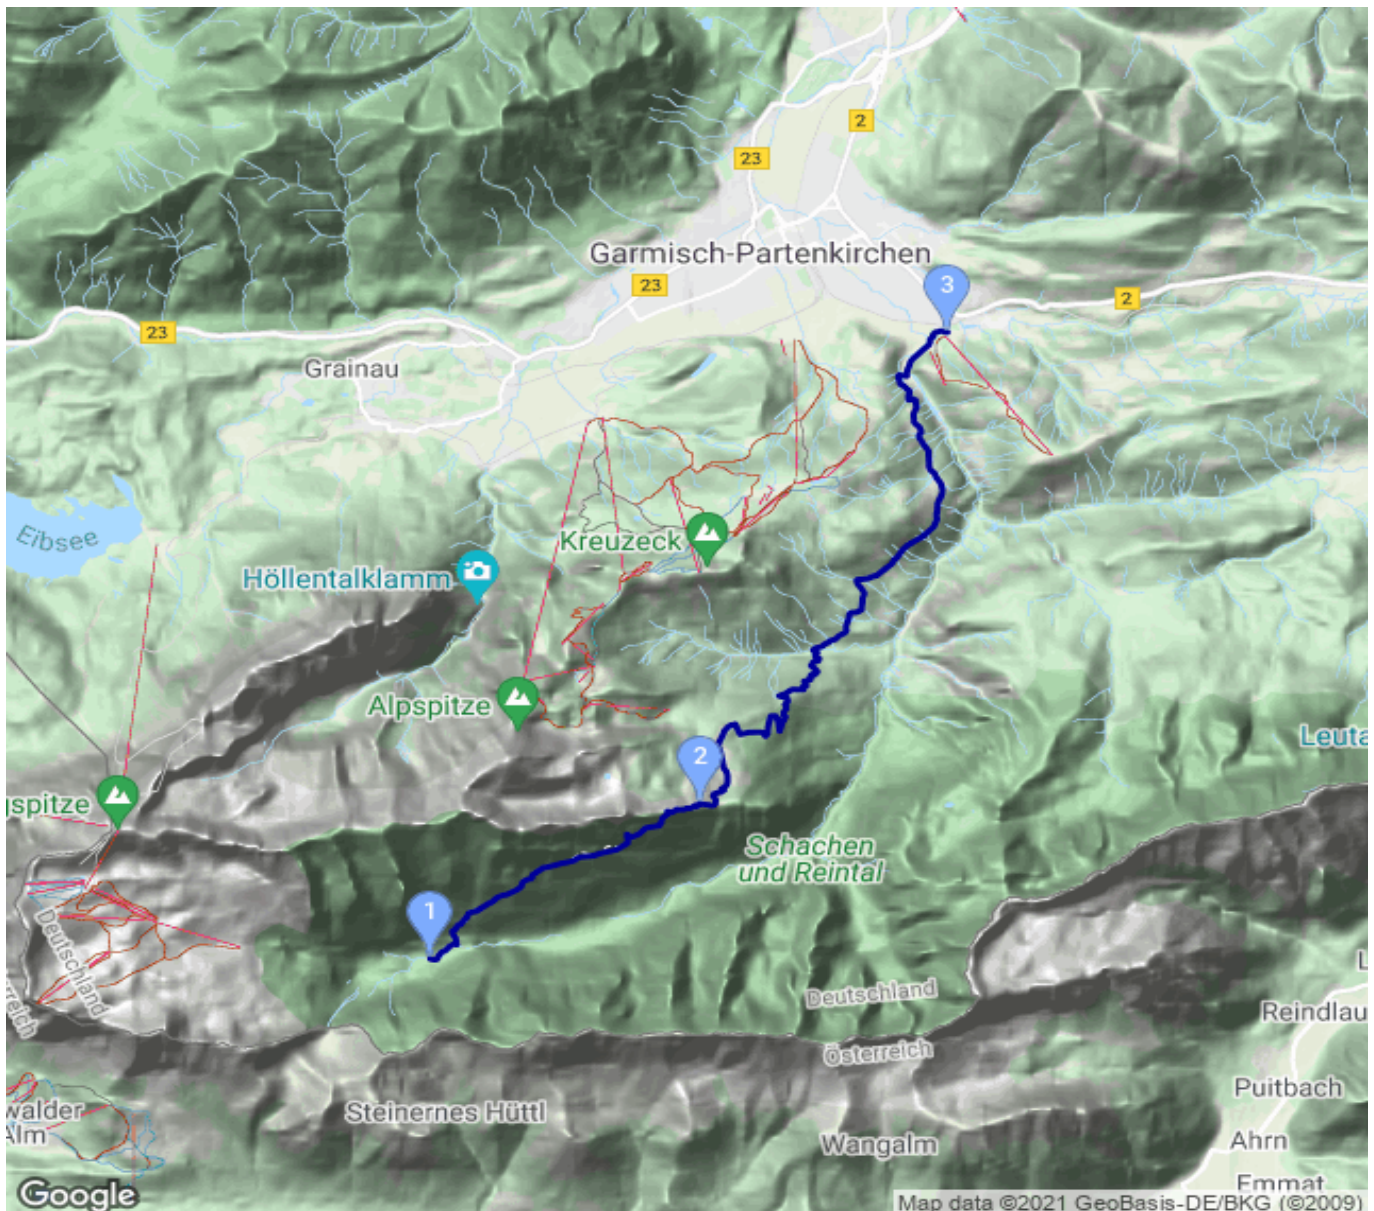 2
23
Garmisch-Partenkirchen
23
3
2
23
Grainau
Eibsee
Kreuzeck
Höllentalklamm
Alpspitze
Leuta
2
gspitze
Schachen
und Reintal
1
Deutschland
Deutschland
Reindlau
rreich
Österreich
Puitbach
walder
Alm
Steinernes Hüttl
Wangalm
Ahrn
Emmat
Google
Map data ©2021 GeoBasis-DE/BKG (©2009)